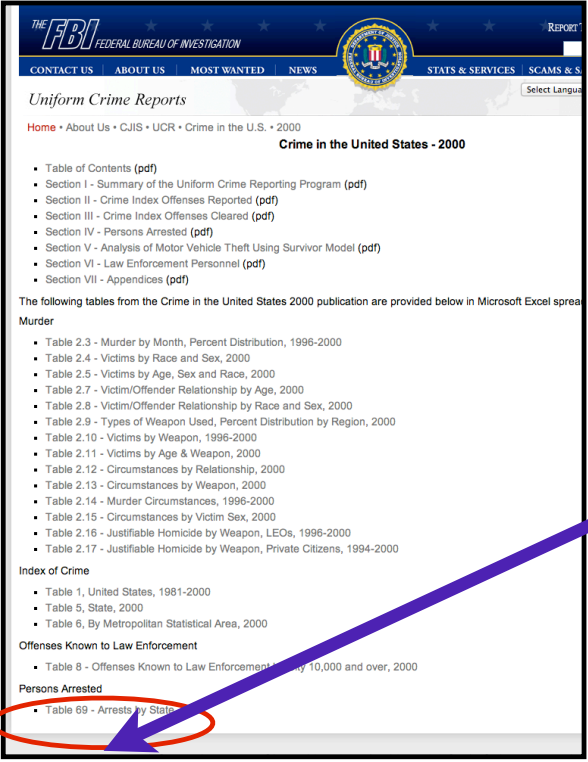 THE FBI FEDERAL BUREAU OF INVESTIGATION
REPORT
CONTACT US ABOUT US MOST WANTED NEWS STATS & SERVICES SCAMS &
Uniform Crime Reports
Select Langua
Home • About Us • CJIS • UCR • Crime in the U.S. • 2000
Crime in the United States - 2000
Table of Contents (pdf)
Section I - Summary of the Uniform Crime Reporting Program (pdf)
Section II - Crime Index Offenses Reported (pdf)
Section III - Crime Index Offenses Cleared (pdf)
Section IV - Persons Arrested (pdf)
Section V - Analysis of Motor Vehicle Theft Using Survivor Model (pdf)
Section VI - Law Enforcement Personnel (pdf)
Section VII - Appendices (pdf)
The following tables from the Crime in the United States 2000 publication are provided below in Microsoft Excel sprea
Murder
Table 2.3 - Murder by Month, Percent Distribution, 1996-2000
Table 2.4 - Victims by Race and Sex, 2000
Table 2.5 - Victims by Age, Sex and Race, 2000
Table 2.7 - Victim/Offender Relationship by Age, 2000
Table 2.8 - Victim/Offender Relationship by Race and Sex, 2000
Table 2.9 - Types of Weapon Used, Percent Distribution by Region, 2000
Table 2.10 - Victims by Weapon, 1996-2000
Table 2.11 - Victims by Age & Weapon, 2000
Table 2.12 - Circumstances by Relationship, 2000
Table 2.13 - Circumstances by Weapon, 2000
Table 2.14 - Murder Circumstances, 1996-2000
Table 2.15 - Circumstances by Victim Sex, 2000
Table 2.16 - Justifiable Homicide by Weapon, LEOs, 1996-2000
Table 2.17 - Justifiable Homicide by Weapon, Private Citizens, 1994-2000
Index of Crime
Table 1, United States, 1981-2000
Table 5, State, 2000
Table 6, By Metropolitan Statistical Area, 2000
Offenses Known to Law Enforcement
Table 8 - Offenses Known to Law Enforcement 10,000 and over, 2000
Persons Arrested
Table 69 - Arrests by State